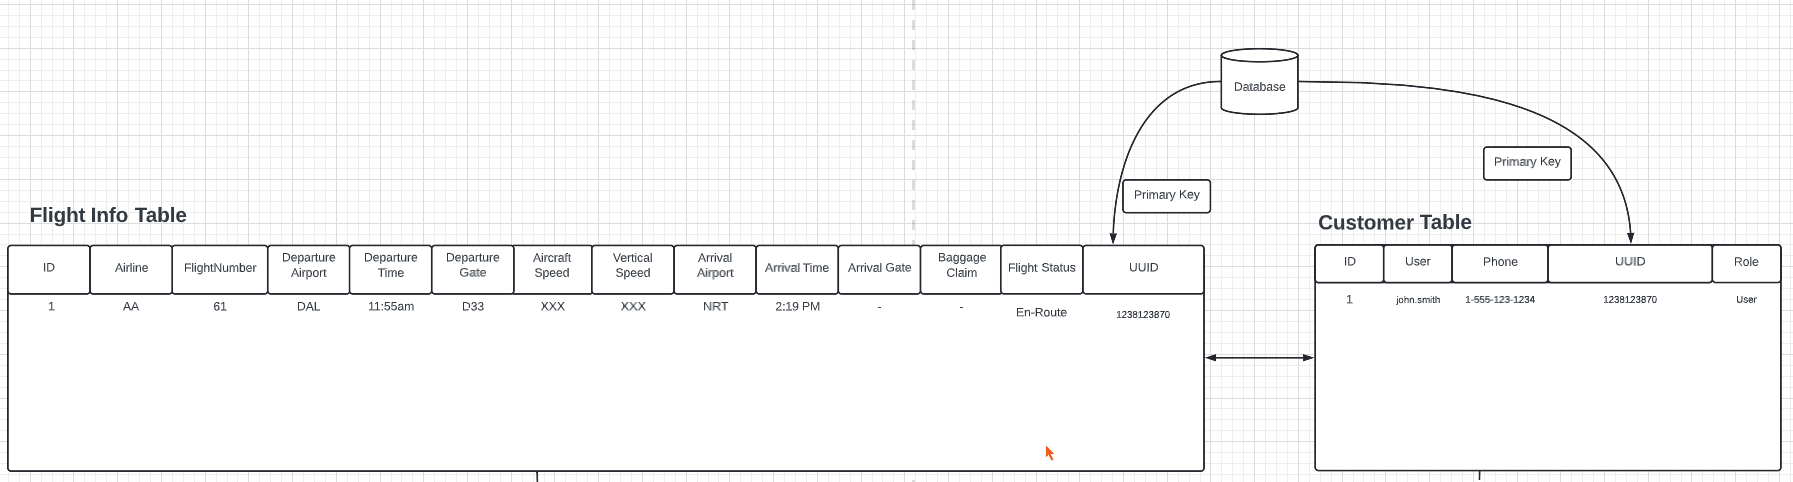 Database
Primary Key
Primary Key
Flight Info Table
Customer Table
ID
Airline
FlightNumber
Departure
Airport
Departure
Time
Departure
Gate
Aircraft
Speed
Vertical
Speed
Arrival
Airport
Arrival Time
Arrival Gate
Baggage
Claim
Flight Status
UUID
1
AA
61
DAL
11:55am
D33
XXX
XXX
NRT
2:19 PM
-
-
En-Route
1238123870
ID
User
Phone
UUID
Role
1
john.smith
1-555-123-1234
1238123870
User